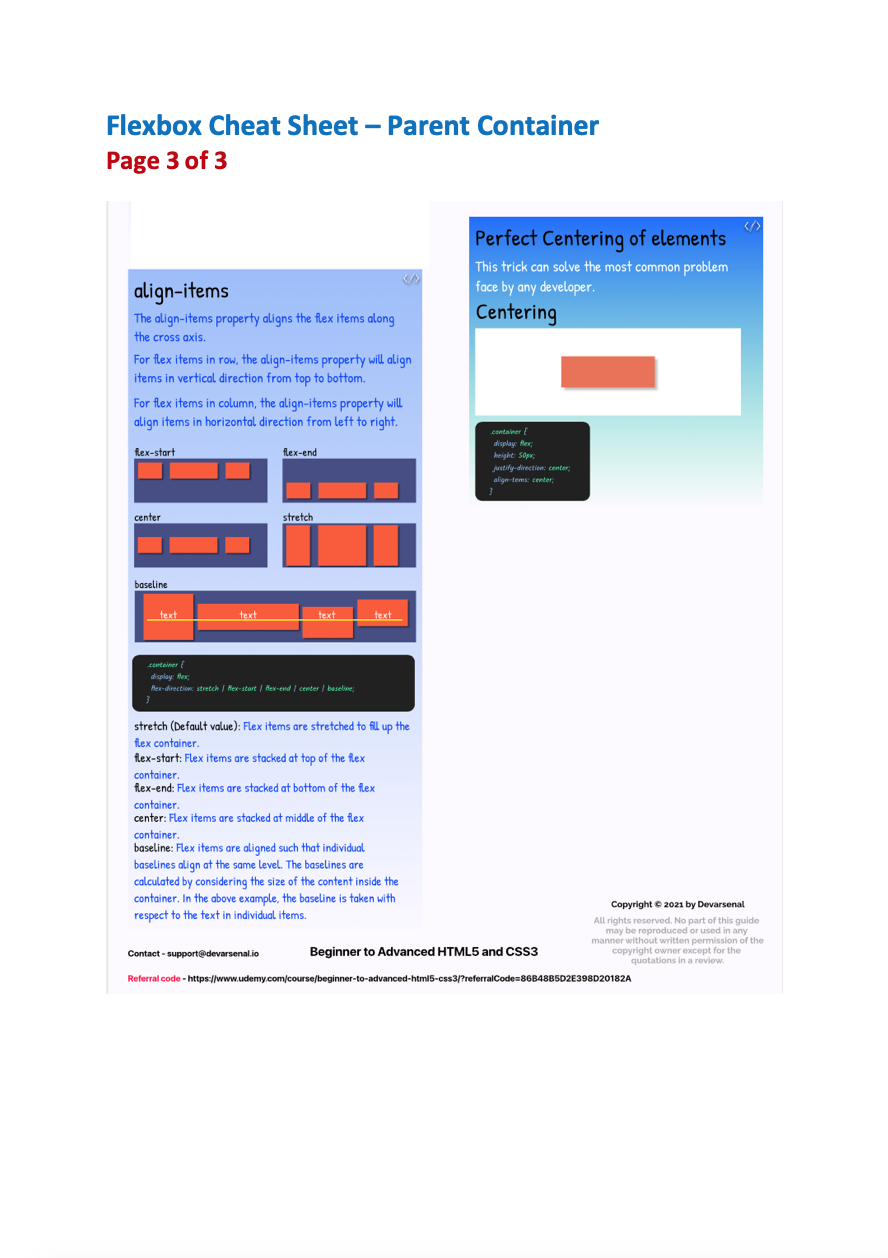 Flexbox Cheat Sheet – Parent Container
Page 3 of 3
</>
align-items
The align-items property aligns the flex items along
the cross axis.
For flex items in row, the align-items property will align
items in vertical direction from top to bottom.
For flex items in column, the align-items property will
align items in horizontal direction from left to right.
flex-start
flex-end
center
stretch
baseline
text text text text
.container {
display: flex;
flex-direction: stretch | flex-start | flex-end | center | baseline;
}
stretch (Default value): Flex items are stretched to fill up the
flex container.
flex-start: Flex items are stacked at top of the flex
container.
flex-end: Flex items are stacked at bottom of the flex
container.
center: Flex items are stacked at middle of the flex
container.
baseline: Flex items are aligned such that individual
baselines align at the same level. The baselines are
calculated by considering the size of the content inside the
container. In the above example, the baseline is taken with
respect to the text in individual items.
</>
Perfect Centering of elements
This trick can solve the most common problem
face by any developer.
Centering
.container {
display: flex;
height: 50px;
justify-direction: center;
align-tems: center;
}
Copyright © 2021 by Devarsenal
All rights reserved. No part of this guide
may be reproduced or used in any
manner without written permission of the
copyright owner except for the
quotations in a review.
Contact - support@devarsenal.io
Beginner to Advanced HTML5 and CSS3
Referral code - https://www.udemy.com/course/beginner-to-advanced-html5-css3/?referralCode=86B48B5D2E398D20182A